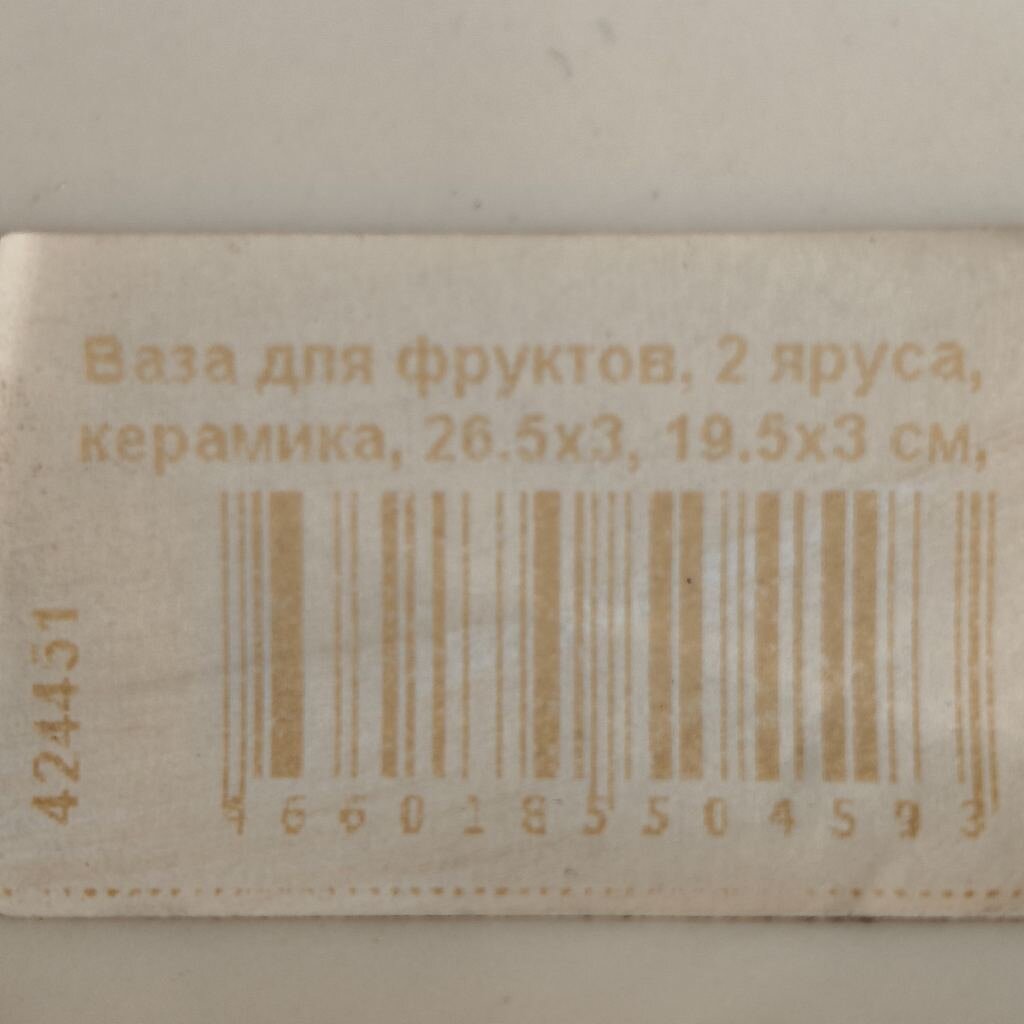 Ваза для фруктов, 2 яруса,
керамика, 26.5x3, 19.5x3 см,
424451
4660185504593